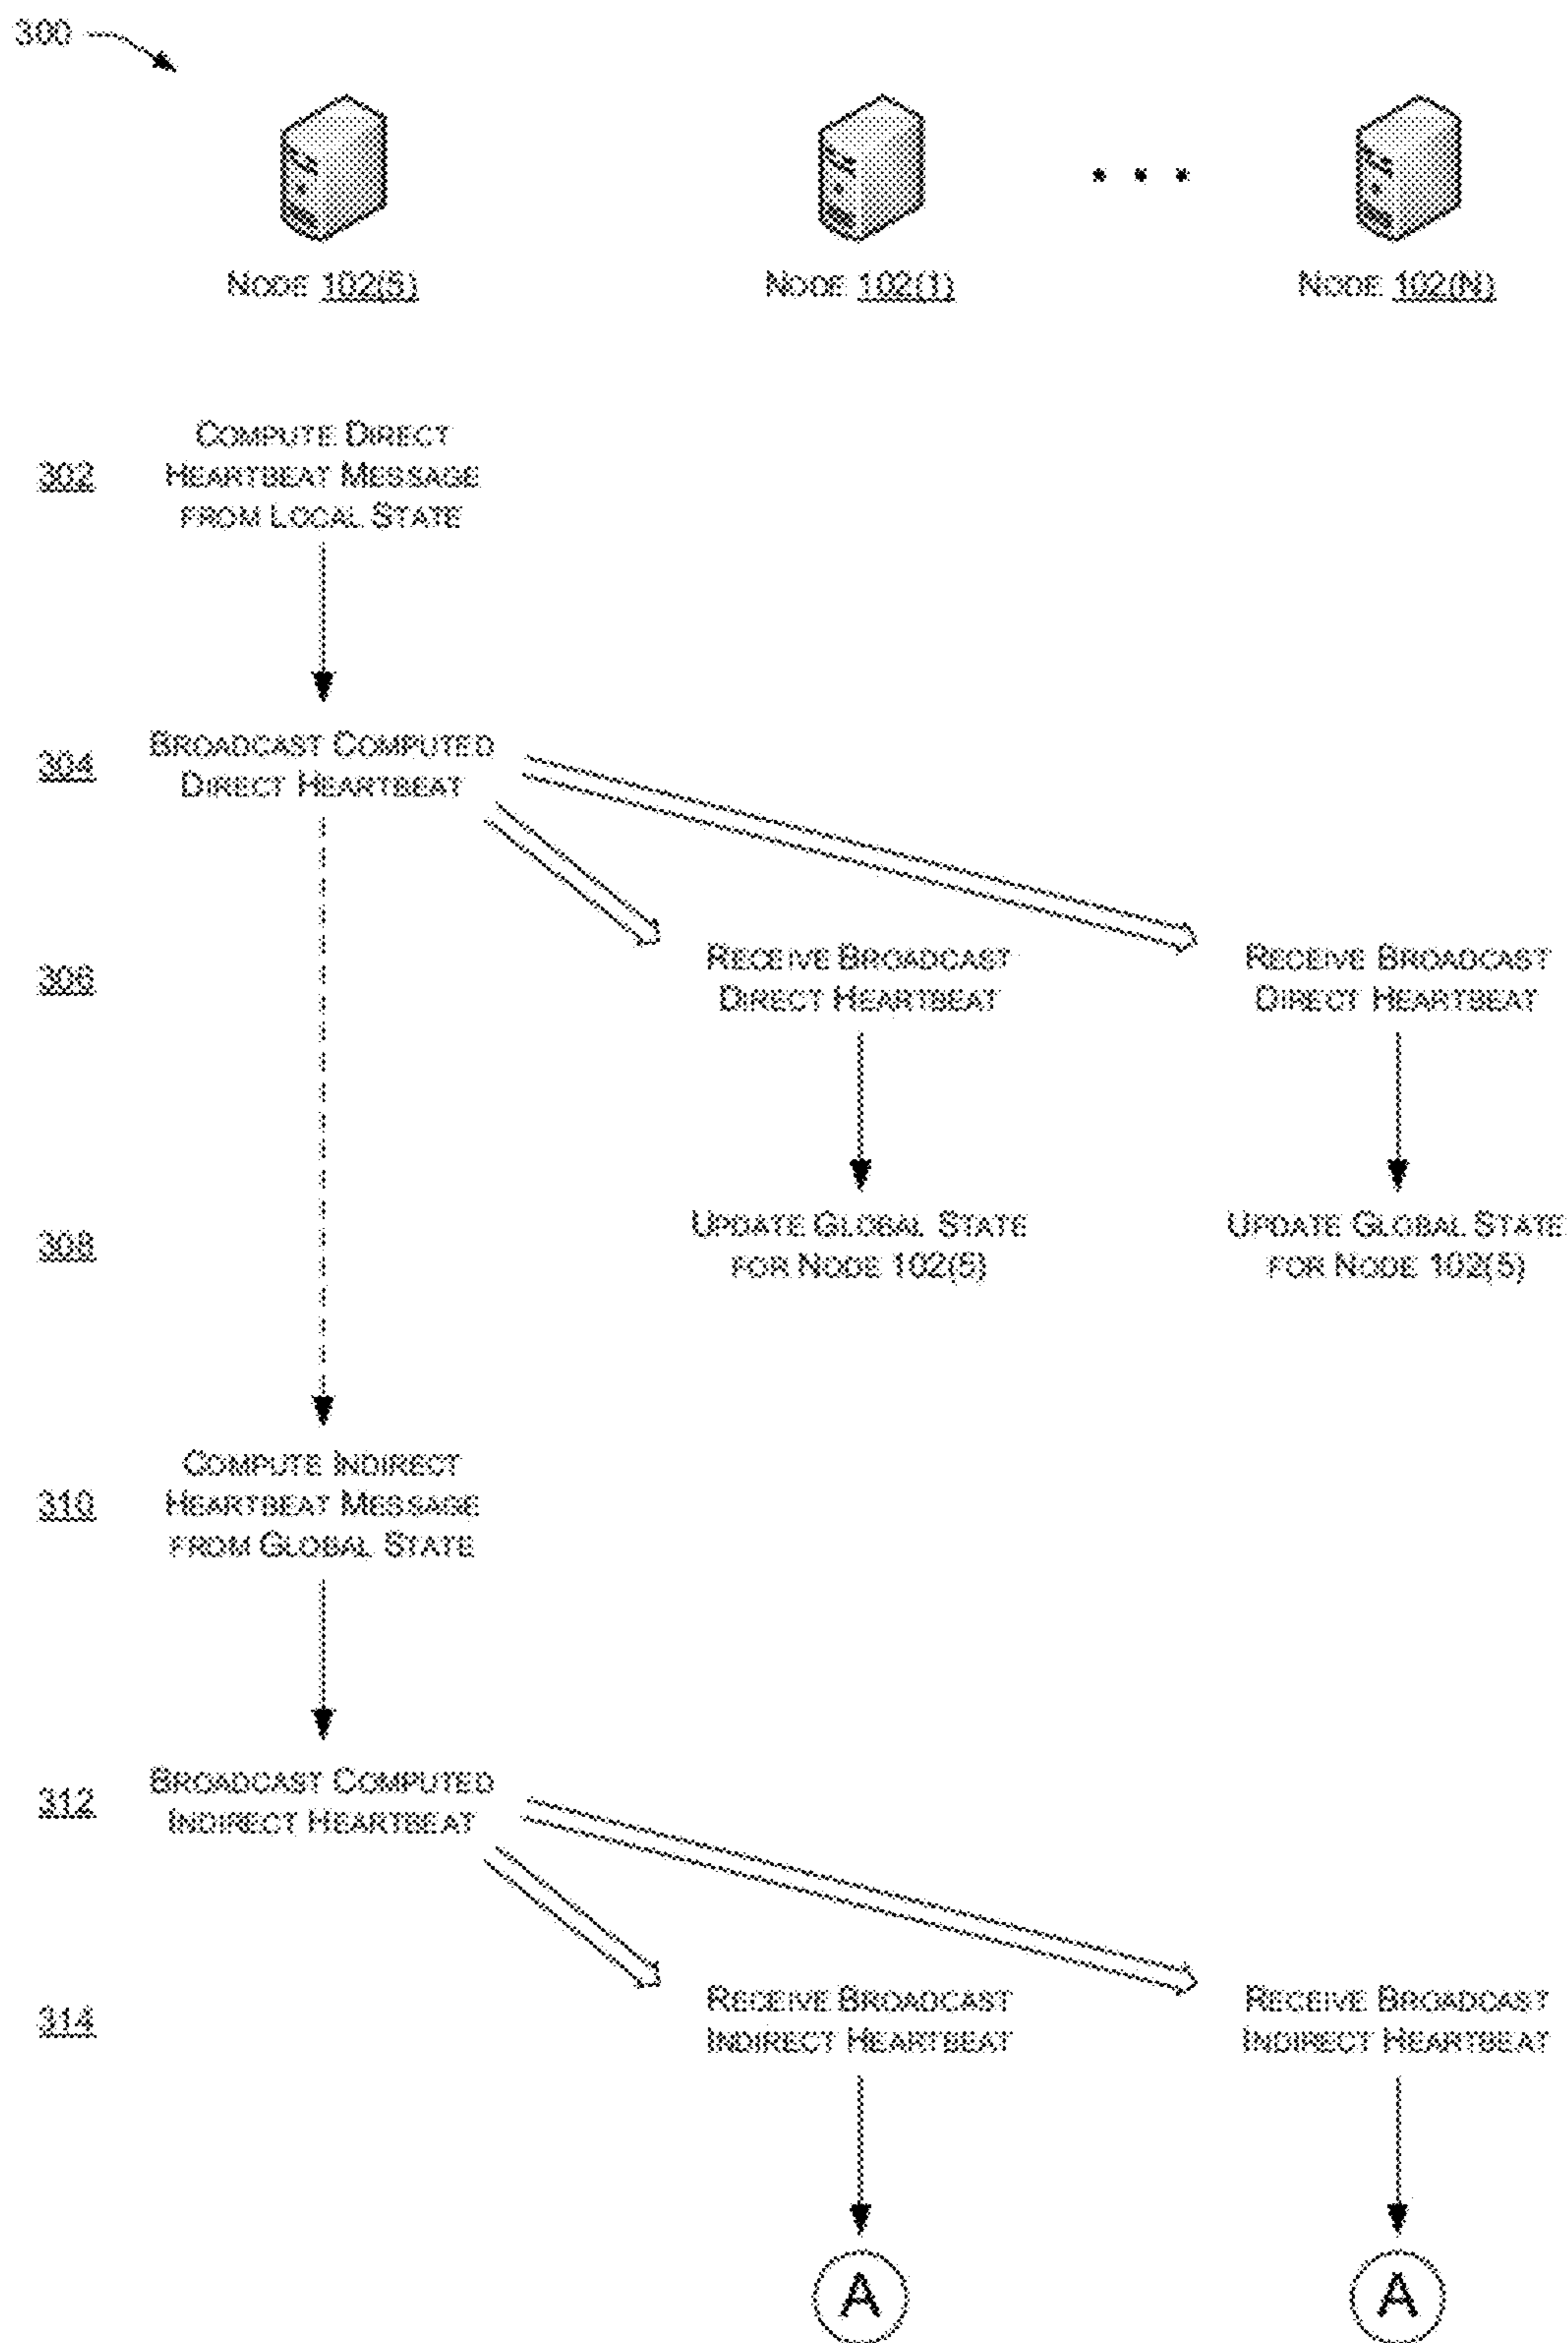 300
NODE 102(5)
NODE 102(1)
NODE 102(N)
302
COMPUTE DIRECT
HEARTBEAT MESSAGE
FROM LOCAL STATE
304
BROADCAST COMPUTED
DIRECT HEARTBEAT
306
RECEIVE BROADCAST
DIRECT HEARTBEAT
RECEIVE BROADCAST
DIRECT HEARTBEAT
308
UPDATE GLOBAL STATE
FOR NODE 102(5)
UPDATE GLOBAL STATE
FOR NODE 102(5)
310
COMPUTE INDIRECT
HEARTBEAT MESSAGE
FROM GLOBAL STATE
312
BROADCAST COMPUTED
INDIRECT HEARTBEAT
314
RECEIVE BROADCAST
INDIRECT HEARTBEAT
RECEIVE BROADCAST
INDIRECT HEARTBEAT
A
A